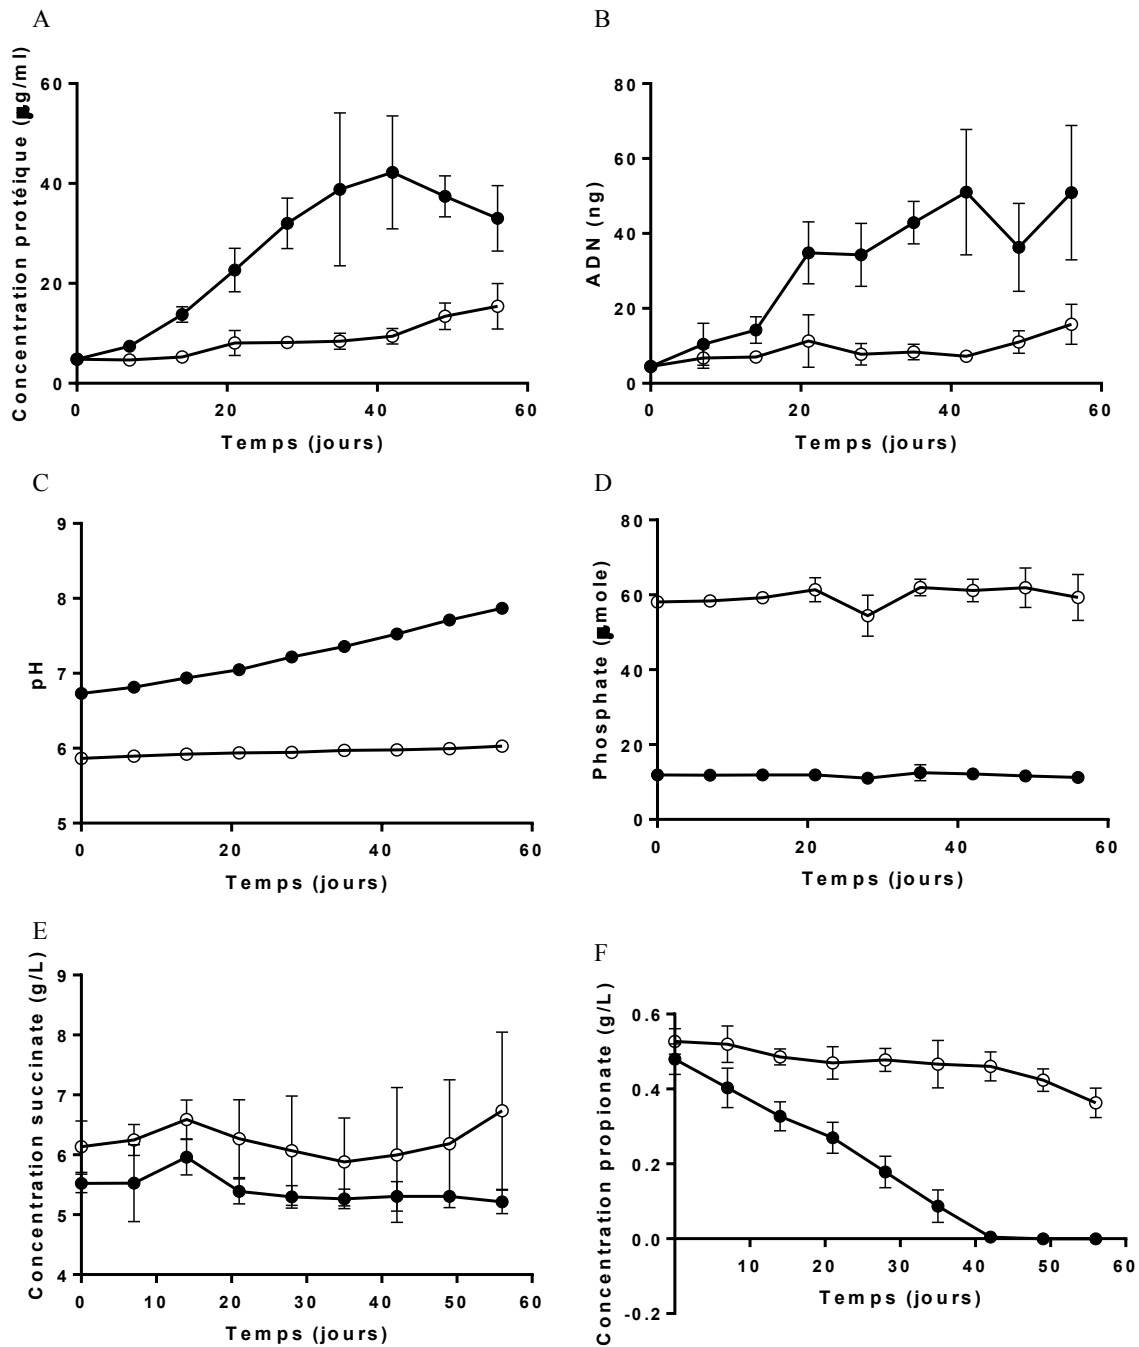 A
B
Concentration protéique (µg/ml)
60
40
20
0
0 20 40 60
Temps (jours)
ADN (ng)
80
60
40
20
0
0 20 40 60
Temps (jours)
C
D
pH
9
8
7
6
5
0 20 40 60
Temps (jours)
Phosphate (µmole)
80
60
40
20
0
0 20 40 60
Temps (jours)
E
F
Concentration succinate (g/L)
9
8
7
6
5
4
0 10 20 30 40 50 60
Temps (jours)
Concentration propionate (g/L)
0.6
0.4
0.2
0.0
-0.2
10 20 30 40 50 60
Temps (jours)